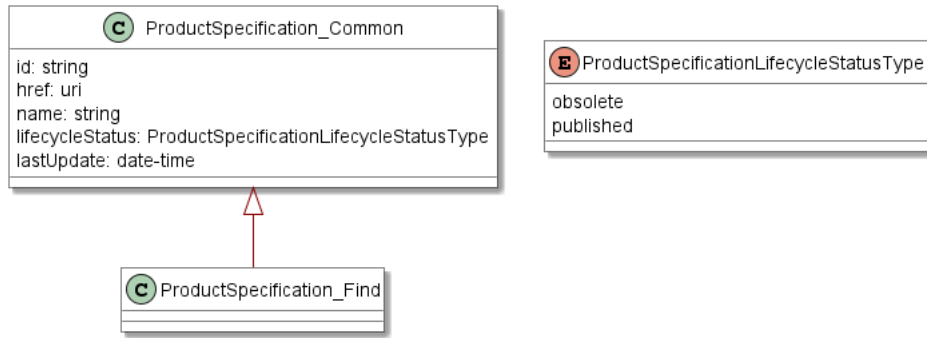 C ProductSpecification_Common
id: string
href: uri
name: string
lifecycleStatus: ProductSpecificationLifecycleStatusType
lastUpdate: date-time
E ProductSpecificationLifecycleStatusType
obsolete
published
C ProductSpecification_Find